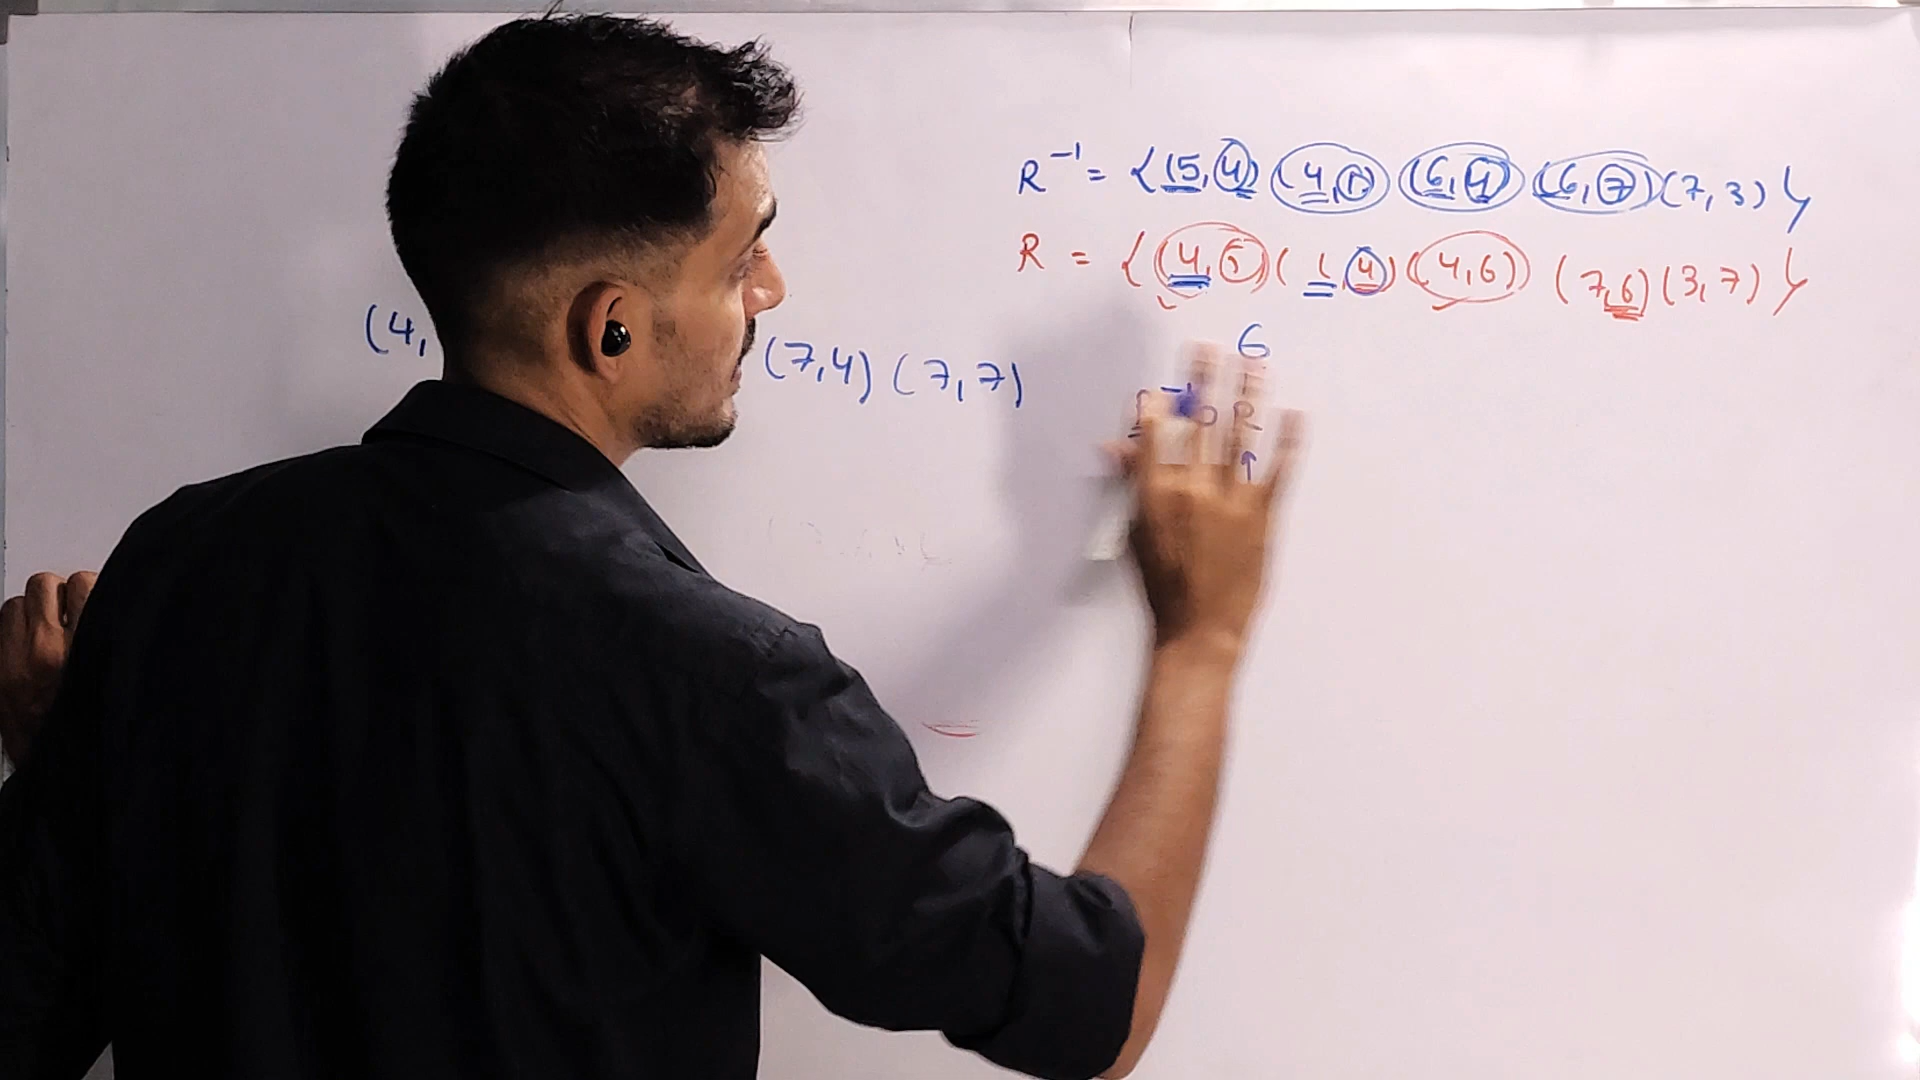 R⁻¹ = {(5,4) (4,1) (6,4) (6,7) (7,3)}
R = {(4,5) (1,4) (4,6) (7,6) (3,7)}
6
(4, (7,4) (7,7)
R⁻¹ o R
↑